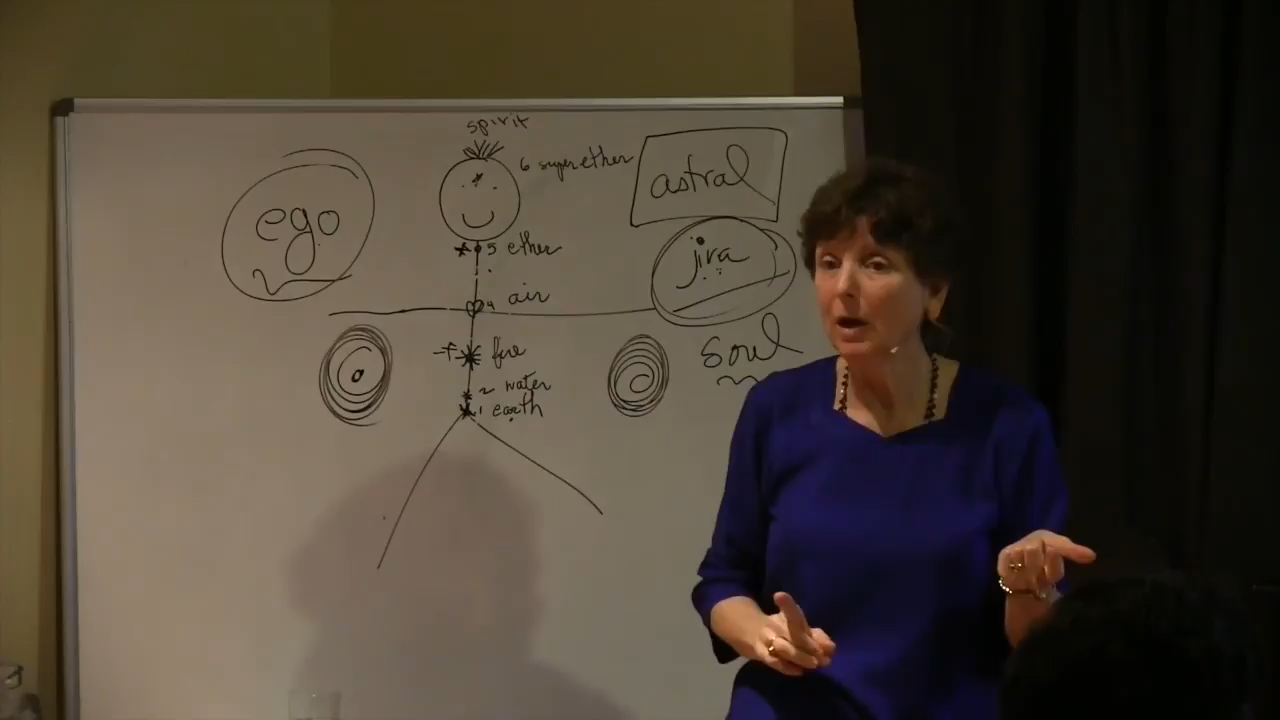 spirit
6 superether
astral
ego
5 ether
jiva
4 air
fire
soul
2 water
1 earth